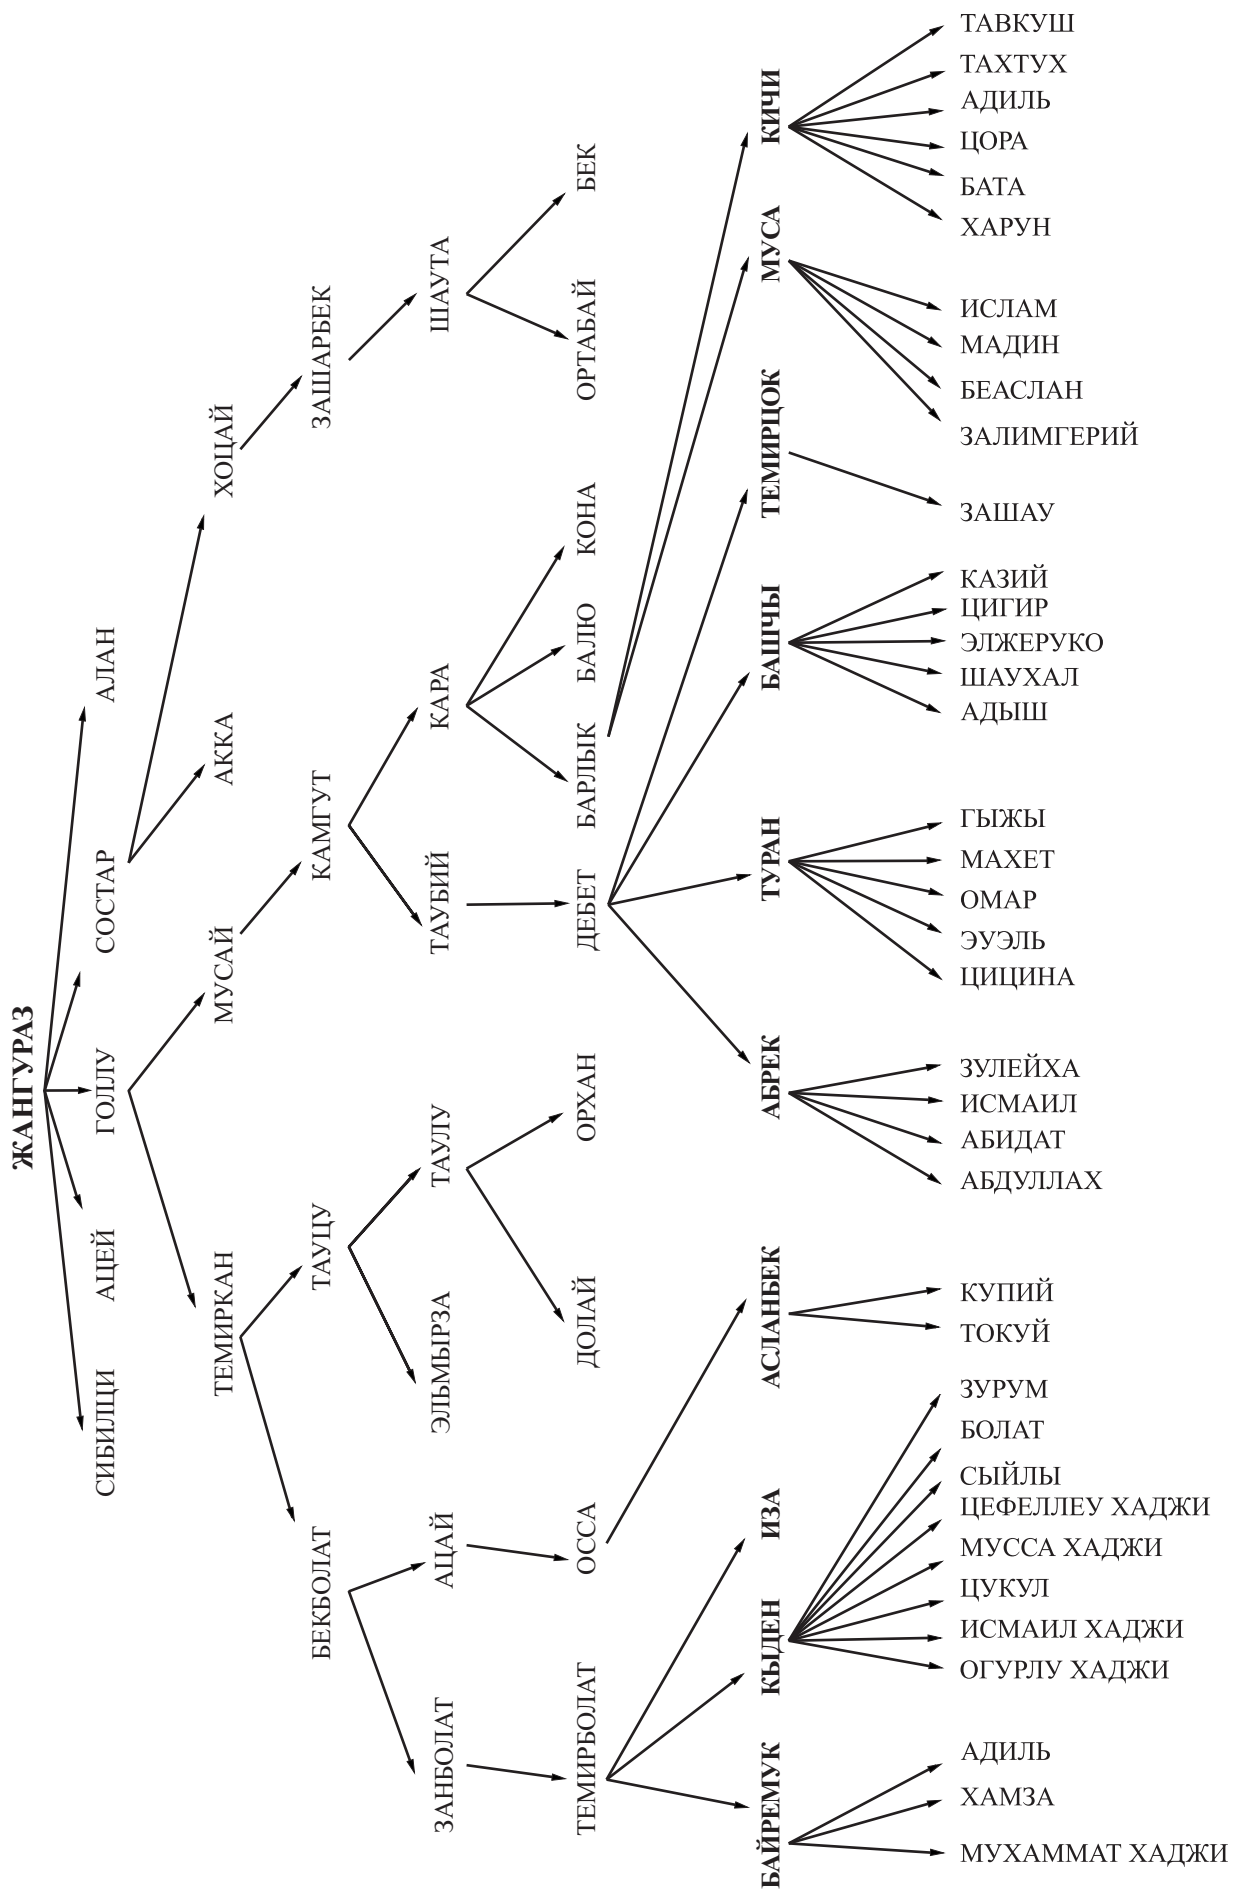 ЖАНГУРАЗ
СИБИЛЦИ
АЦЕЙ
ГОЛЛУ
СОСТАР
АЛАН
ТЕМИРКАН
МУСАЙ
АККА
ХОЦАЙ
БЕКБОЛАТ
ТАУЦУ
КАМГУТ
ЗАШАРБЕК
ЗАНБОЛАТ
АЦАЙ
ЭЛЬМЫРЗА
ТАУЛУ
ТАУБИЙ
КАРА
ШАУТА
ТЕМИРБОЛАТ
ОССА
ДОЛАЙ
ОРХАН
ДЕБЕТ
БАРЛЫК
БАЛЮ
КОНА
ОРТАБАЙ
БЕК
БАЙРЕМУК
КЫДЕН
ИЗА
АСЛАНБЕК
АБРЕК
ТУРАН
БАШЧЫ
ТЕМИРЦОК
МУСА
КИЧИ
ТАВКУШ
ТАХТУХ
АДИЛЬ
ЦОРА
БАТА
ХАРУН
ИСЛАМ
МАДИН
БЕАСЛАН
ЗАЛИМГЕРИЙ
ЗАШАУ
КАЗИЙ
ЦИГИР
ЭЛЖЕРУКО
ШАУХАЛ
АДЫШ
ГЫЖЫ
МАХЕТ
ОМАР
ЭУЭЛЬ
ЦИЦИНА
ЗУЛЕЙХА
ИСМАИЛ
АБИДАТ
АБДУЛЛАХ
КУПИЙ
ТОКУЙ
ЗУРУМ
БОЛАТ
СЫЙЛЫ
ЦЕФЕЛЛЕУ ХАДЖИ
МУССА ХАДЖИ
ЦУКУЛ
ИСМАИЛ ХАДЖИ
ОГУРЛУ ХАДЖИ
АДИЛЬ
ХАМЗА
МУХАММАТ ХАДЖИ